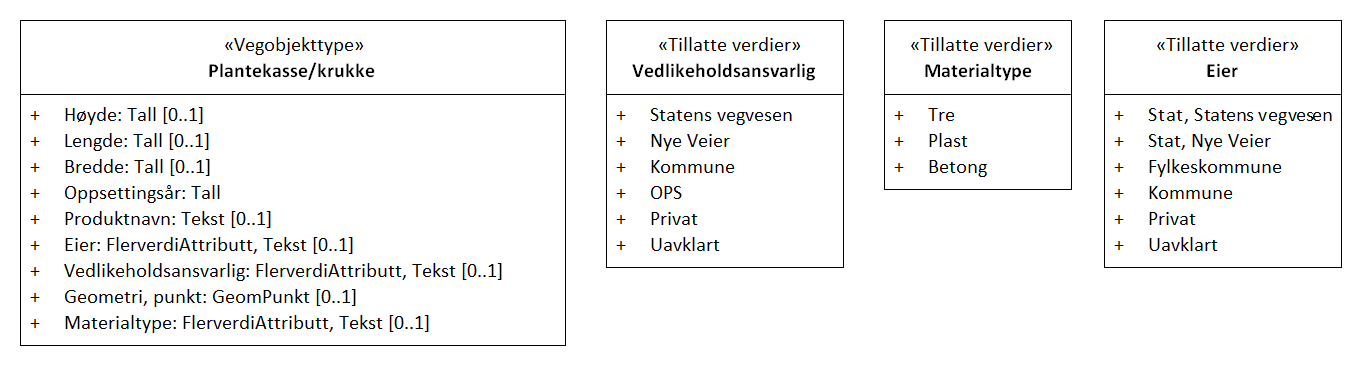 «Vegobjekttype»
Plantekasse/krukke
+ Høyde: Tall [0..1]
+ Lengde: Tall [0..1]
+ Bredde: Tall [0..1]
+ Oppsettingsår: Tall
+ Produktnavn: Tekst [0..1]
+ Eier: FlerverdiAttributt, Tekst [0..1]
+ Vedlikeholdsansvarlig: FlerverdiAttributt, Tekst [0..1]
+ Geometri, punkt: GeomPunkt [0..1]
+ Materialtype: FlerverdiAttributt, Tekst [0..1]
«Tillatte verdier»
Vedlikeholdsansvarlig
+ Statens vegvesen
+ Nye Veier
+ Kommune
+ OPS
+ Privat
+ Uavklart
«Tillatte verdier»
Materialtype
+ Tre
+ Plast
+ Betong
«Tillatte verdier»
Eier
+ Stat, Statens vegvesen
+ Stat, Nye Veier
+ Fylkeskommune
+ Kommune
+ Privat
+ Uavklart